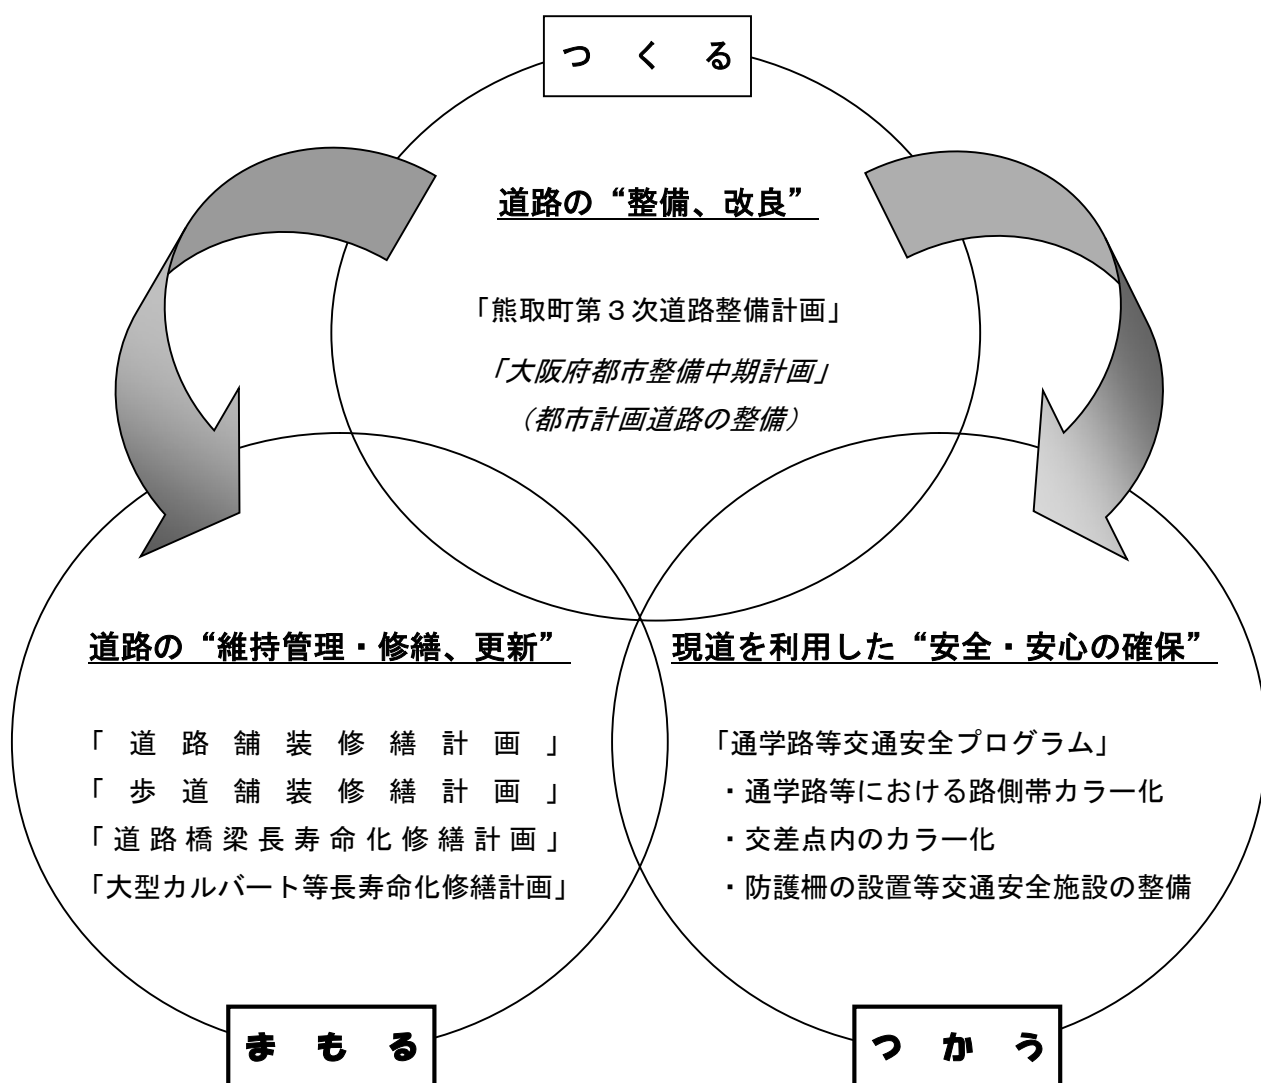 つくる
道路の“整備、改良”
「熊取町第３次道路整備計画」
「大阪府都市整備中期計画」
（都市計画道路の整備）
道路の“維持管理・修繕、更新”
「道路舗装修繕計画」
「歩道舗装修繕計画」
「道路橋梁長寿命化修繕計画」
「大型カルバート等長寿命化修繕計画」
まもる
現道を利用した“安全・安心の確保”
「通学路等交通安全プログラム」
・通学路等における路側帯カラー化
・交差点内のカラー化
・防護柵の設置等交通安全施設の整備
つかう